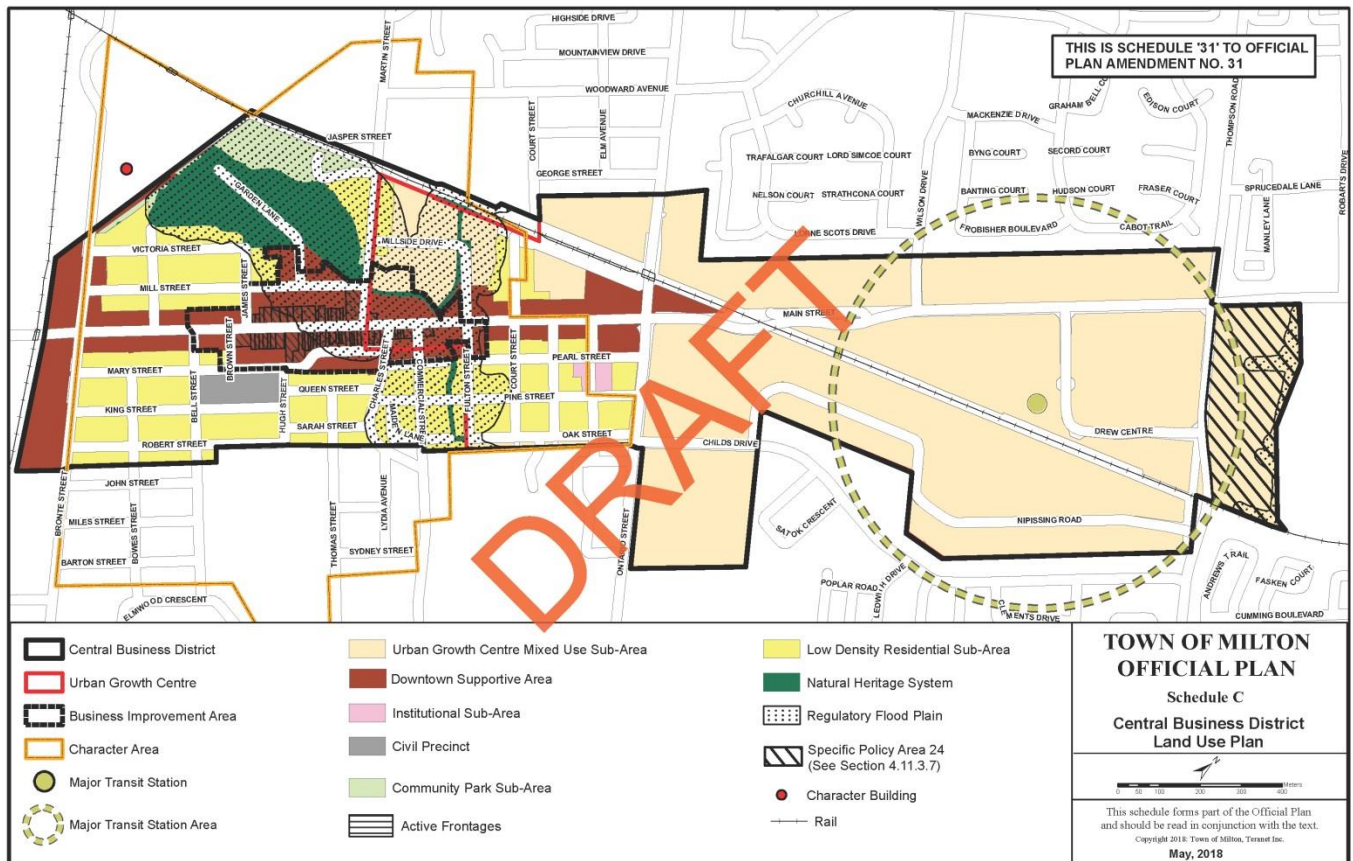 HIGHSIDE DRIVE
MARTIN STREET
MOUNTAINVIEW DRIVE
THIS IS SCHEDULE '31' TO OFFICIAL
PLAN AMENDMENT NO. 31
WOODWARD AVENUE
CHURCHILL AVENUE
EDISON COURT
THOMPSON ROAD
ROBARTS DRIVE
MACKENZIE DRIVE
JASPER STREET
COURT STREET
ELM AVENUE
TRAFALGAR COURT
LORD SIMCOE COURT
BYNG COURT
SECORD COURT
GEORGE STREET
NELSON COURT
STRATHCONA COURT
WILSON DRIVE
BANTING COURT
HUDSON COURT
FRASER COURT
SPRUCEDALE LANE
MANLEY LANE
GARDEN LANE
LORNE SCOTS DRIVE
FROBISHER BOULEVARD
CABOT TRAIL
VICTORIA STREET
MILLSIDE DRIVE
MILL STREET
JAMES STREET
MAIN STREET
BROWN STREET
CHARLES STREET
COMMERCIAL STREET
FULTON STREET
COURT STREET
PEARL STREET
MARY STREET
BELL STREET
HUGH STREET
QUEEN STREET
PINE STREET
KING STREET
SARAH STREET
LANE
OAK STREET
ROBERT STREET
CHILDS DRIVE
DREW CENTRE
JOHN STREET
BRONTE STREET
BOWES STREET
THOMAS STREET
LYDIA AVENUE
MILES STREET
SYDNEY STREET
BARTON STREET
SATOK CRESCENT
NIPISSING ROAD
ELMWOOD CRESCENT
POPLAR ROAD
ANDREWS TRAIL
FASKEN COURT
CLEMENTS DRIVE
CUMMING BOULEVARD
DRAFT
Central Business District
Urban Growth Centre
Business Improvement Area
Character Area
Major Transit Station
Major Transit Station Area
Urban Growth Centre Mixed Use Sub-Area
Downtown Supportive Area
Institutional Sub-Area
Civil Precinct
Community Park Sub-Area
Active Frontages
Low Density Residential Sub-Area
Natural Heritage System
Regulatory Flood Plain
Specific Policy Area 24
(See Section 4.11.3.7)
Character Building
Rail
TOWN OF MILTON
OFFICIAL PLAN
Schedule C
Central Business District
Land Use Plan
0 50 100 200 300 400 Meters
This schedule forms part of the Official Plan
and should be read in conjunction with the text.
Copyright 2018: Town of Milton, Teranet Inc.
May, 2018